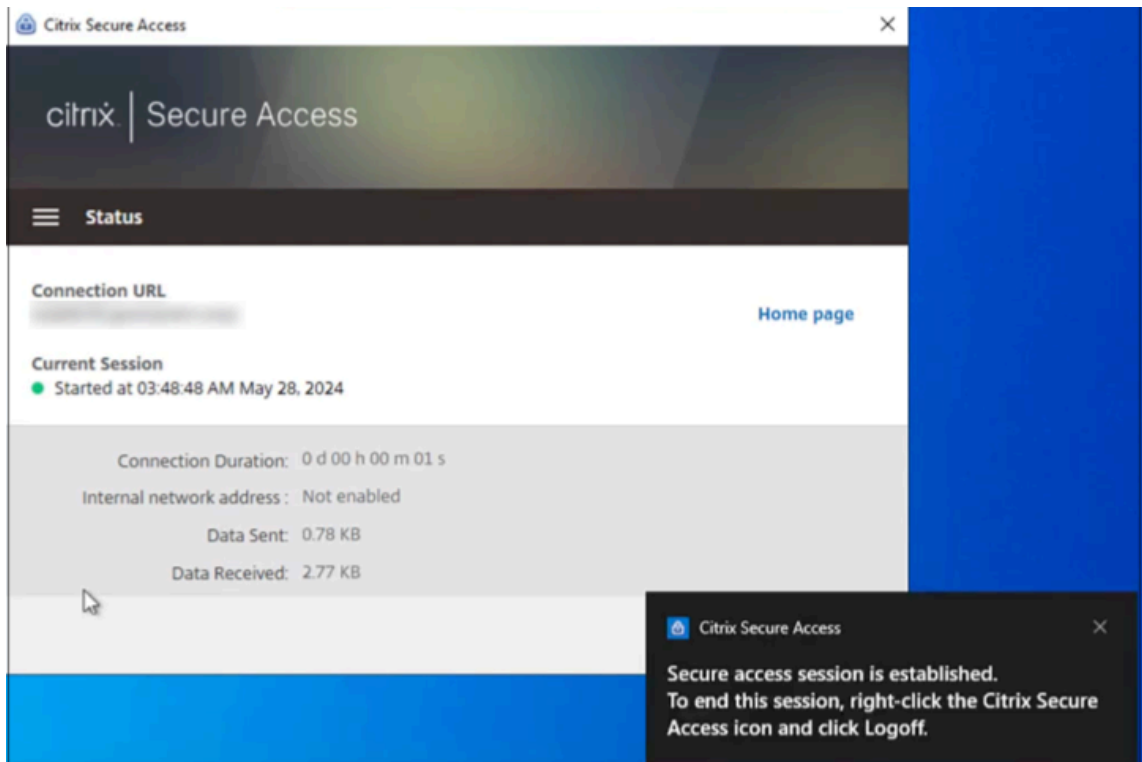 Citrix Secure Access
citrix | Secure Access
Status
Connection URL
Home page
Current Session
Started at 03:48:48 AM May 28, 2024
Connection Duration: 0 d 00 h 00 m 01 s
Internal network address : Not enabled
Data Sent: 0.78 KB
Data Received: 2.77 KB
Citrix Secure Access
Secure access session is established.
To end this session, right-click the Citrix Secure
Access icon and click Logoff.